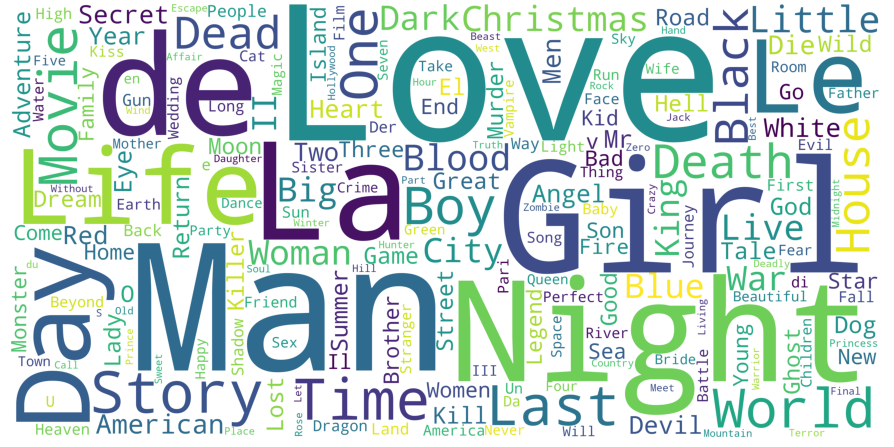 High
Secret
Escape
People
Dead
Dark
Christmas
Road
Little
Year
Kiss
Affair
Cat
Island
Film
One
Beast
West
Sky
Hand
Die
Wild
Adventure
Five
Water
Movie
Family
en
Gun
Wind
Wedding
de
Long
II
Magic
Hollywood
Seven
Heart
Love
Take
El
End
Hour
Vampire
Murder
Men
Run
Rock
Face
Kid
Wife
Hell
Jack
Black
Best
Room
Go
White
Le
Father
Mother
Moon
Der
Truth
Light
Way
v
Mr
Zero
Evil
Eye
e
Daughter
Two
Three
Blood
Bad
Thing
Death
House
Life
La
Sister
Crime
Part
Great
Girl
Without
Dream
Earth
Dance
Big
Sun
Winter
Boy
Green
Zombie
Angel
Baby
Crazy
King
First
God
Midnight
Come
Red
Back
Party
Return
Song
Son
Fire
Journey
Live
Tale
Fear
du
Home
Killer
Woman
Game
Hunter
City
Pari
Deadly
Day
Man
Soul
Hill
Street
Night
Queen
Perfect
Good
Blue
War
di
Star
Fall
Monster
Beyond
s
O
Old
Lady
Prince
Friend
Shadow
Sex
Summer
Il
Brother
Stranger
Legend
Space
River
Sea
Country
Bride
Battle
Living
Beautiful
Young
Ghost
Children
Dog
New
Princess
Town
Call
U
Happy
Sweet
Story
Lost
Time
III
Women
Un
Da
Four
Last
Meet
Warrior
World
Final
Heaven
American
Place
Rose
Let
Dragon
Land
Kill
America
Never
Will
Devil
Mountain
Terror